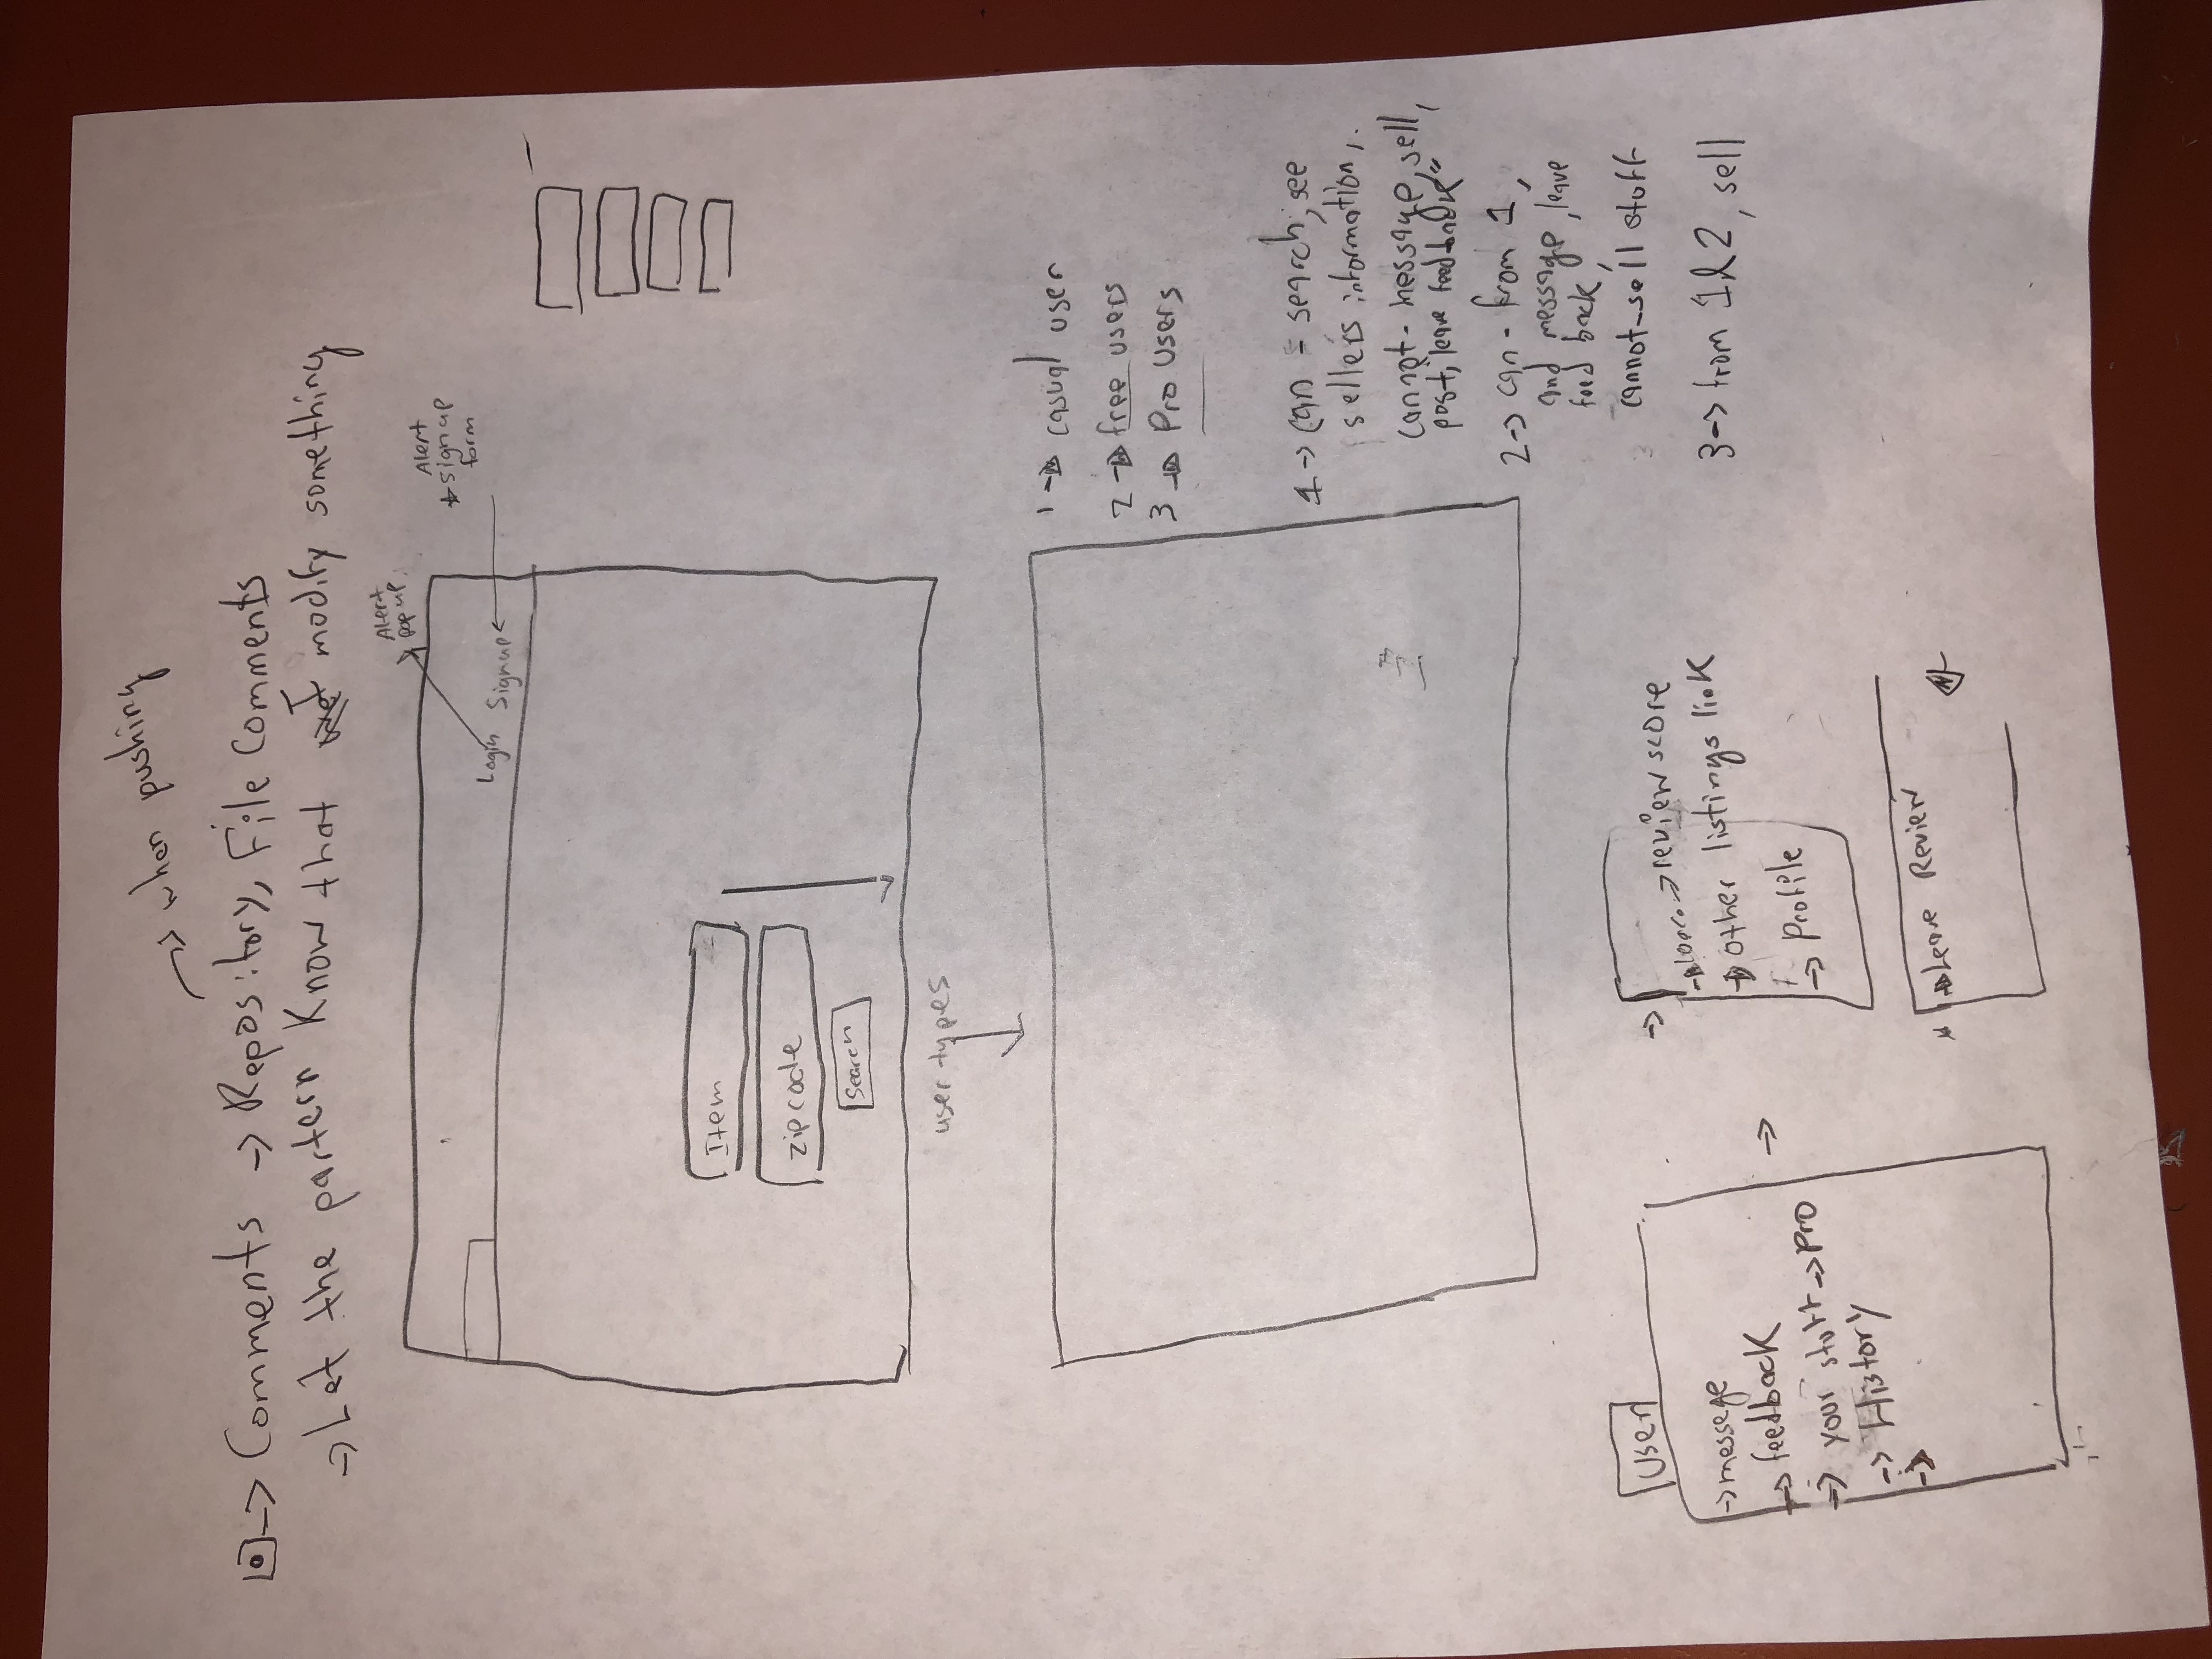 when pushing
Comments → Repository, File Comments
→ Let the partern Know that I modify something
Alert
pop up
Alert
signup
form
Login Signup
Item
zipcode
Search
user types
1 → casual user
2 → free users
3 → Pro users
1 → can = search, see
sellers information,
cannot - message, sell,
post, leave feedback"
2 → can - from 1,
and message, leave
feed back,
cannot - sell stuff
3 → from 1 & 2, sell
User
→ message
→ feedback
→ your stuff → pro
→ History
→
→ review score
→ other listings link
→ Profile
→ Leave Review